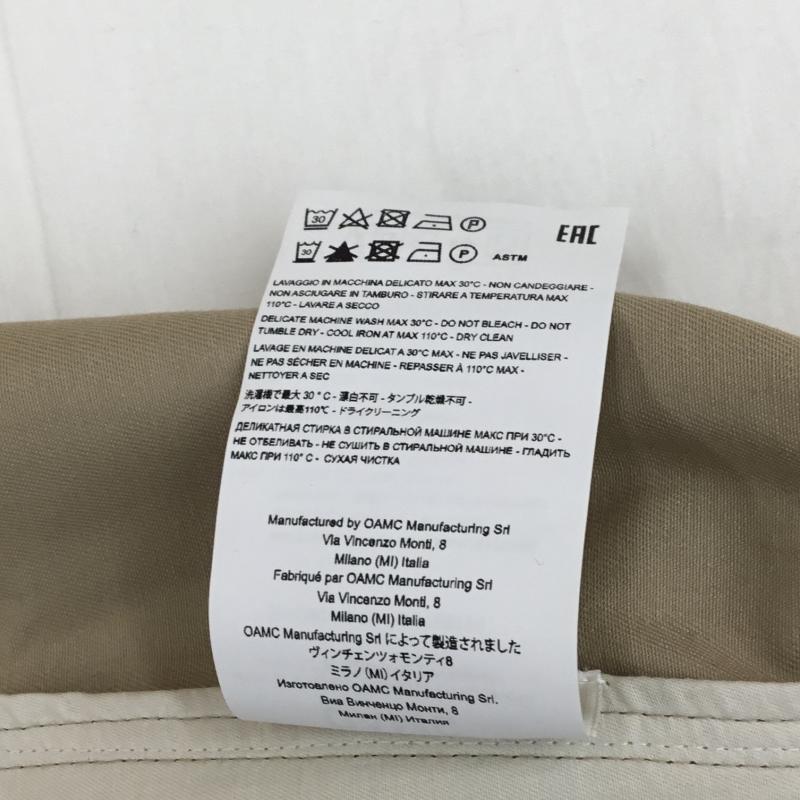 30 P EAC
30 P ASTM
LAVAGGIO IN MACCHINA DELICATO MAX 30°C - NON CANDEGGIARE -
NON ASCIUGARE IN TAMBURO - STIRARE A TEMPERATURA MAX
110°C - LAVARE A SECCO
DELICATE MACHINE WASH MAX 30°C - DO NOT BLEACH - DO NOT
TUMBLE DRY - COOL IRON AT MAX 110°C - DRY CLEAN
LAVAGE EN MACHINE DELICAT A 30°C MAX - NE PAS JAVELLISER -
NE PAS SÉCHER EN MACHINE - REPASSER À 110°C MAX -
NETTOYER A SEC
洗濯機で最大 30 ° C - 漂白不可 - タンブル乾燥不可 -
アイロンは最高110℃ - ドライクリーニング
ДЕЛИКАТНАЯ СТИРКА В СТИРАЛЬНОЙ МАШИНЕ МАКС ПРИ 30°C -
НЕ ОТБЕЛИВАТЬ - НЕ СУШИТЬ В СТИРАЛЬНОЙ МАШИНЕ - ГЛАДИТЬ
МАКС ПРИ 110° C - СУХАЯ ЧИСТКА
Manufactured by OAMC Manufacturing Srl
Via Vincenzo Monti, 8
Milano (MI) Italia
Fabriqué par OAMC Manufacturing Srl
Via Vincenzo Monti, 8
Milano (MI) Italia
OAMC Manufacturing Srl によって製造されました
ヴィンチェンツォモンティ8
ミラノ(MI)イタリア
Изготовлено OAMC Manufacturing Srl.
Виа Винченцо Монти, 8
Милан (MI) Италия